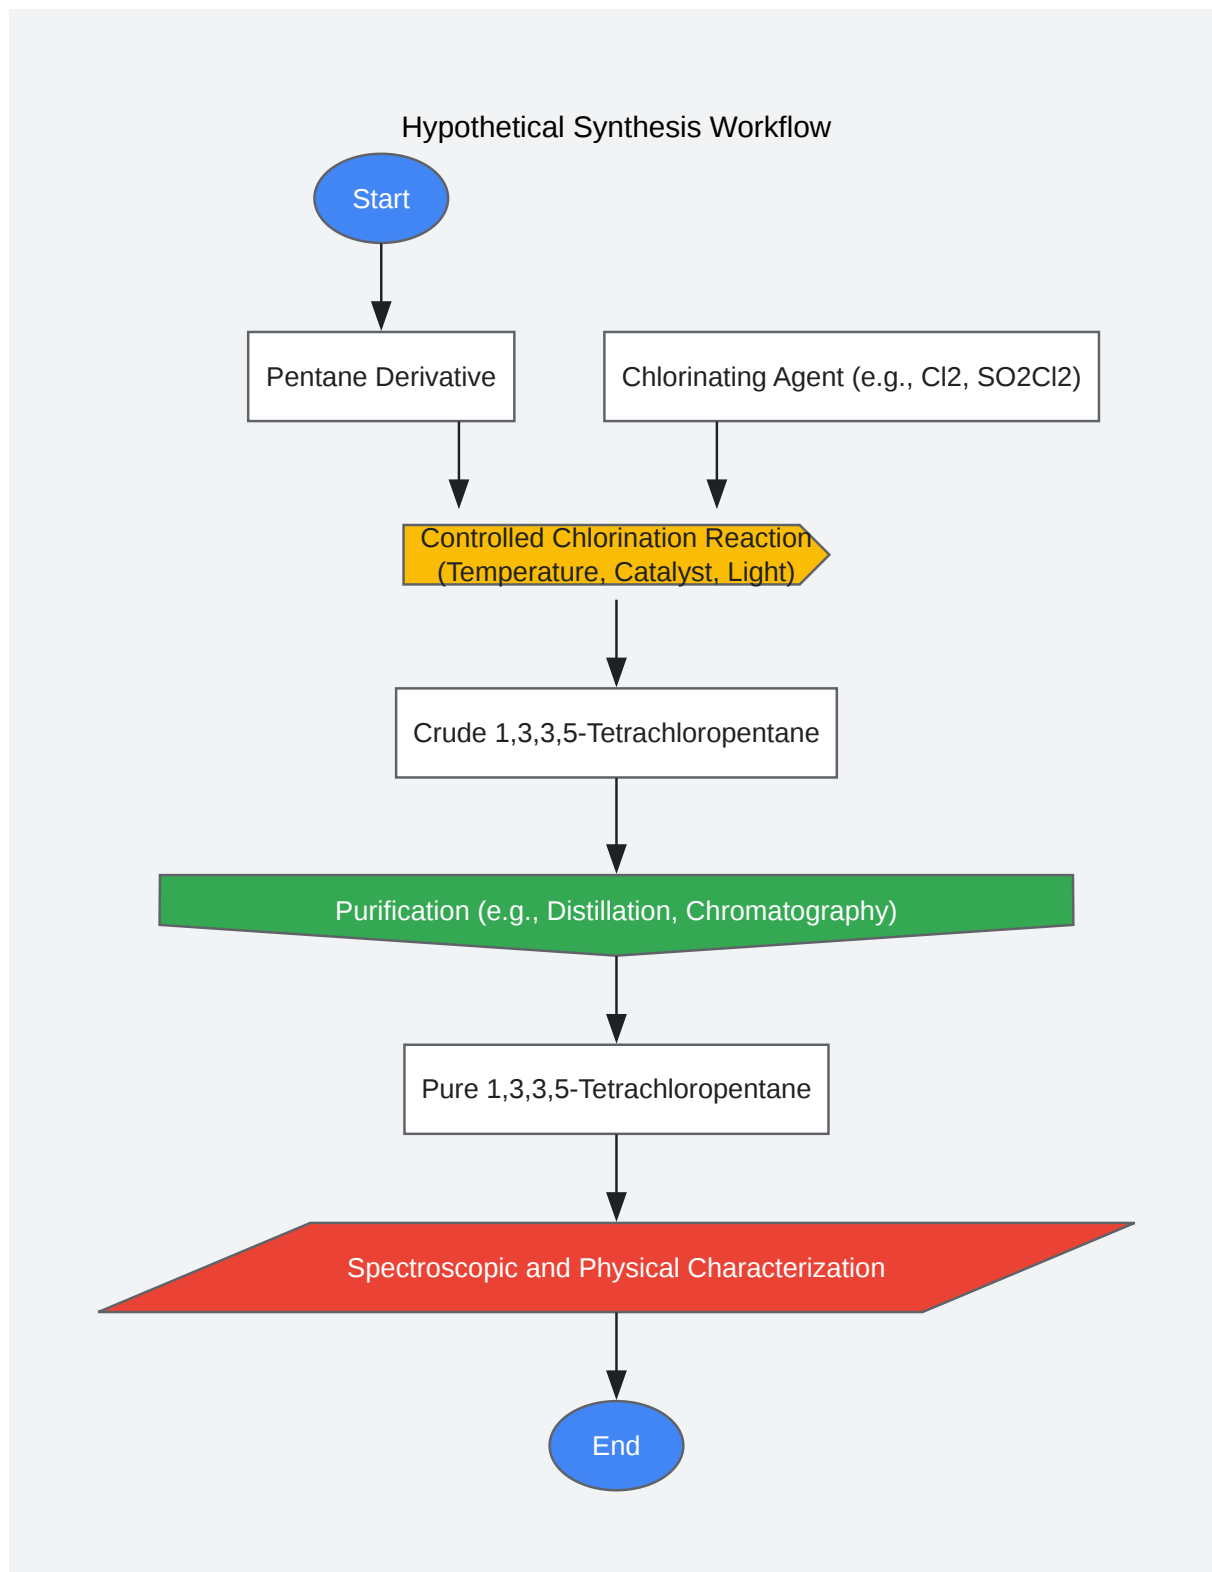 Hypothetical Synthesis Workflow
Start
Pentane Derivative
Chlorinating Agent (e.g., Cl2, SO2Cl2)
Controlled Chlorination Reaction
(Temperature, Catalyst, Light)
Crude 1,3,3,5-Tetrachloropentane
Purification (e.g., Distillation, Chromatography)
Pure 1,3,3,5-Tetrachloropentane
Spectroscopic and Physical Characterization
End